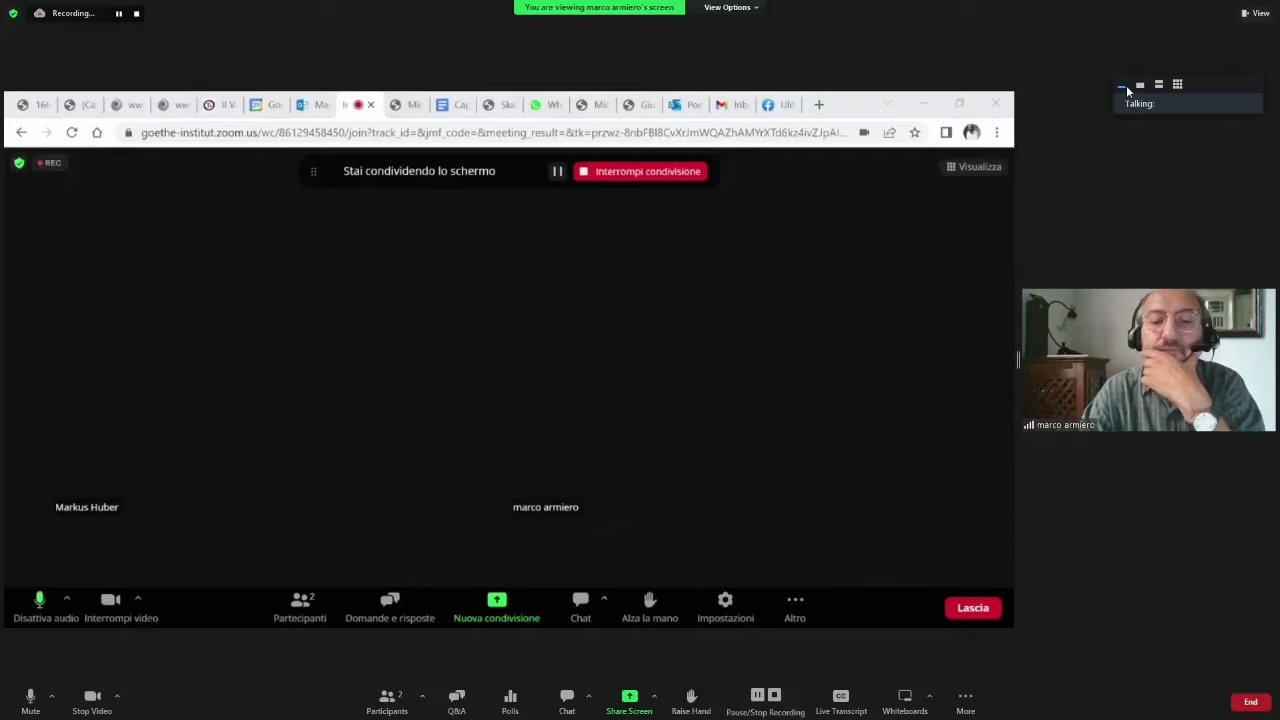 Recording...
You are viewing marco armiero's screen
View Options
View
Talking:
goethe-institut.zoom.us/wc/86129458450/join?track_id=&jmf_code=&meeting_result=&tk=
REC
Stai condividendo lo schermo
Interrompi condivisione
Visualizza
marco armiero
Markus Huber
marco armiero
2
Disattiva audio
Interrompi video
Partecipanti
Domande e risposte
Nuova condivisione
Chat
Alza la mano
Impostazioni
Altro
Lascia
2
Mute
Stop Video
Participants
Q&A
Polls
Chat
Share Screen
Raise Hand
Pause/Stop Recording
Live Transcript
Whiteboards
More
End